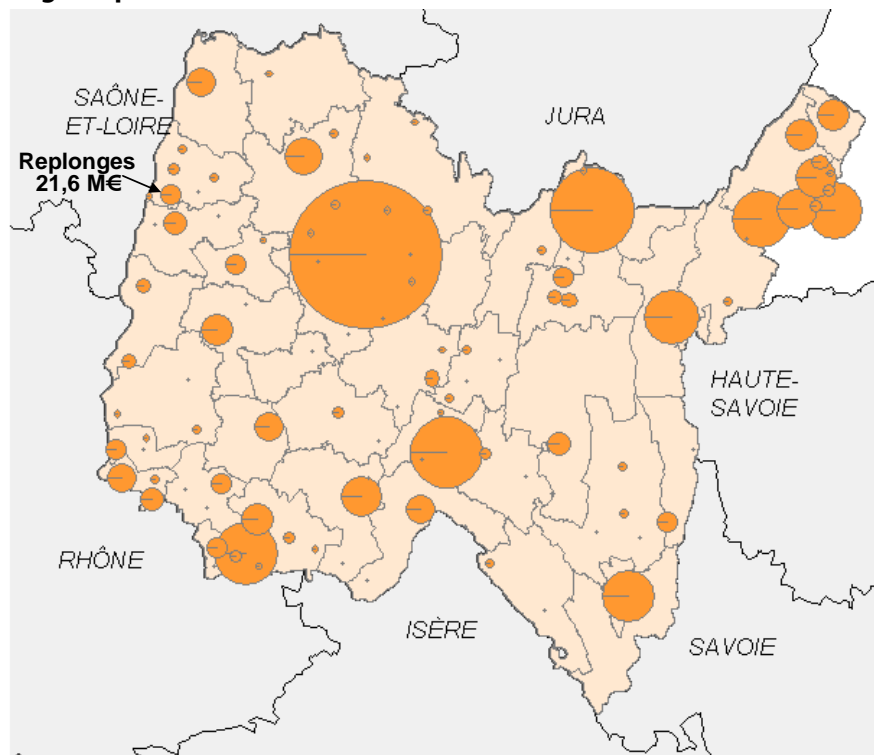 SAÔNE-
ET-LOIRE
JURA
Replonges
21,6 M€
HAUTE-
SAVOIE
RHÔNE
ISÈRE
SAVOIE